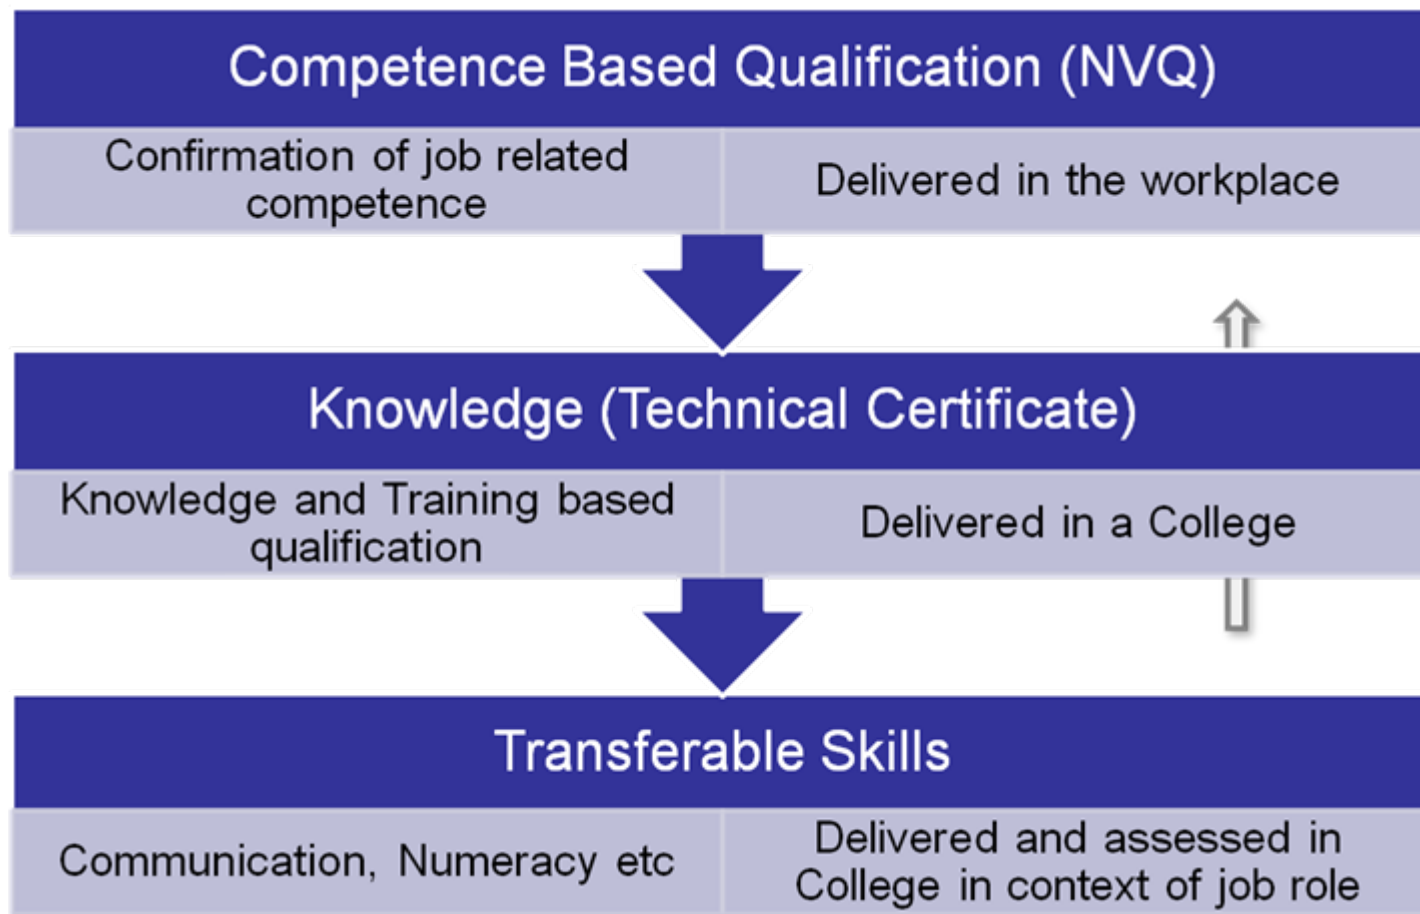 Competence Based Qualification (NVQ)
Confirmation of job related
competence
Delivered in the workplace
Knowledge (Technical Certificate)
Knowledge and Training based
qualification
Delivered in a College
Transferable Skills
Communication, Numeracy etc
Delivered and assessed in
College in context of job role